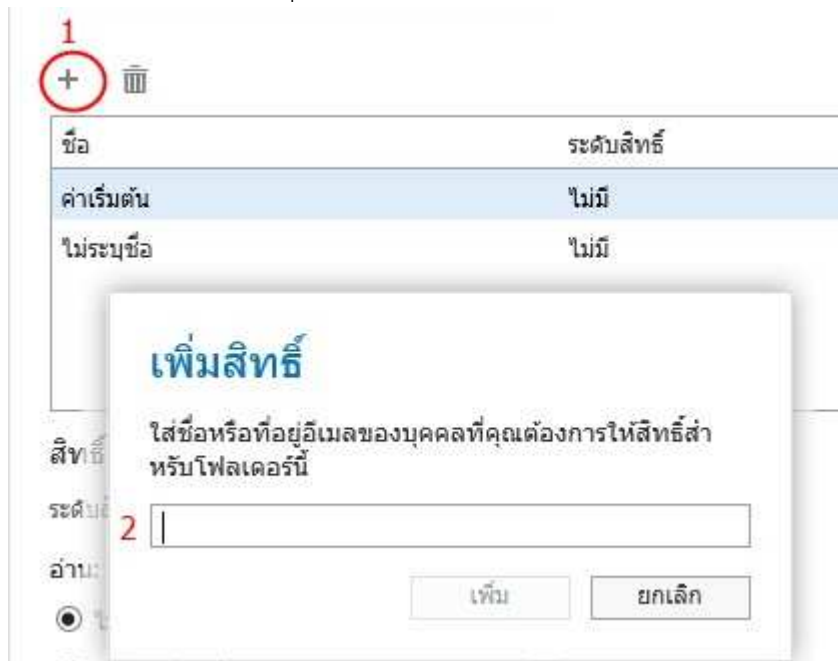 1
+
ชื่อ ระดับสิทธิ์
ค่าเริ่มต้น ไม่มี
ไม่ระบุชื่อ ไม่มี
เพิ่มสิทธิ์
ใส่ชื่อหรือที่อยู่อีเมลของบุคคลที่คุณต้องการให้สิทธิ์สำ
หรับโฟลเดอร์นี้
สิทธิ์
2
อ่าน:
เพิ่ม ยกเลิก